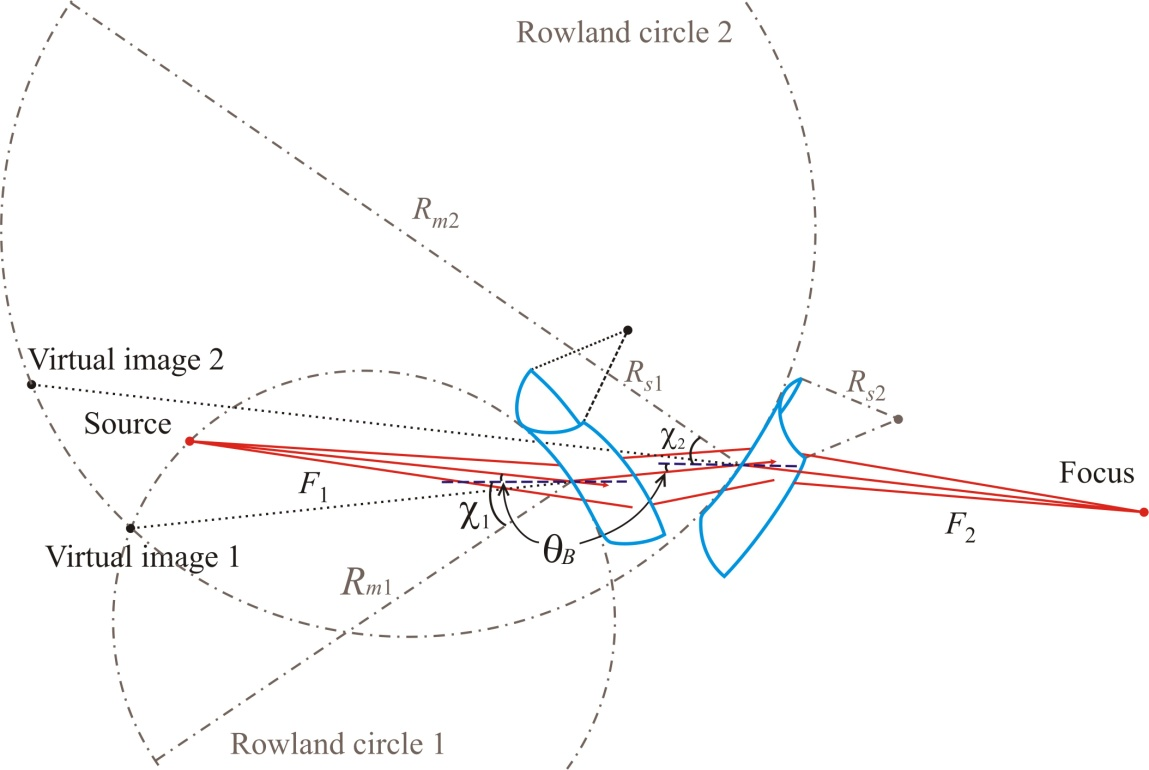 Rowland circle 2
R_m2
Virtual image 2
R_s1
R_s2
Source
χ_2
F_1
Focus
χ_1
F_2
Virtual image 1
θ_B
R_m1
Rowland circle 1